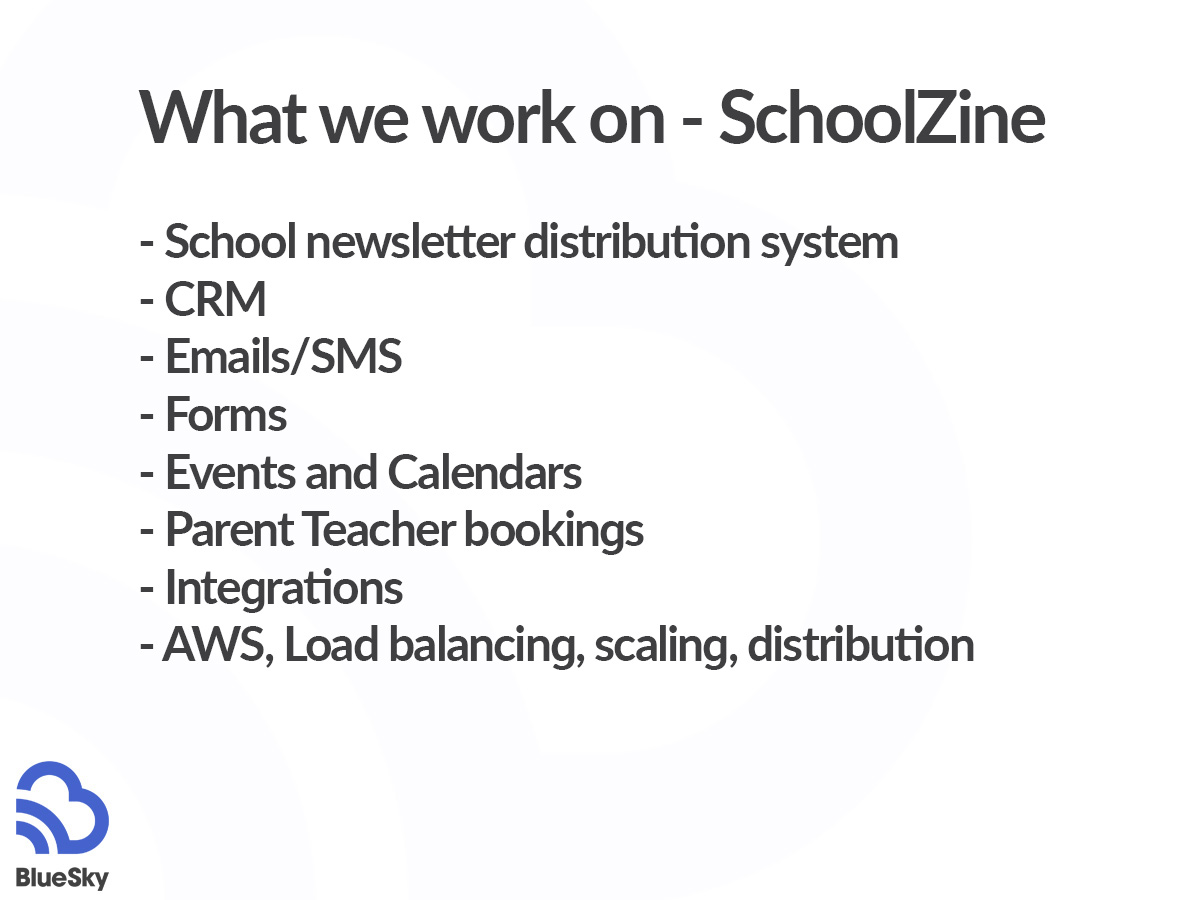 What we work on - SchoolZine
- School newsletter distribution system
- CRM
- Emails/SMS
- Forms
- Events and Calendars
- Parent Teacher bookings
- Integrations
- AWS, Load balancing, scaling, distribution
BlueSky